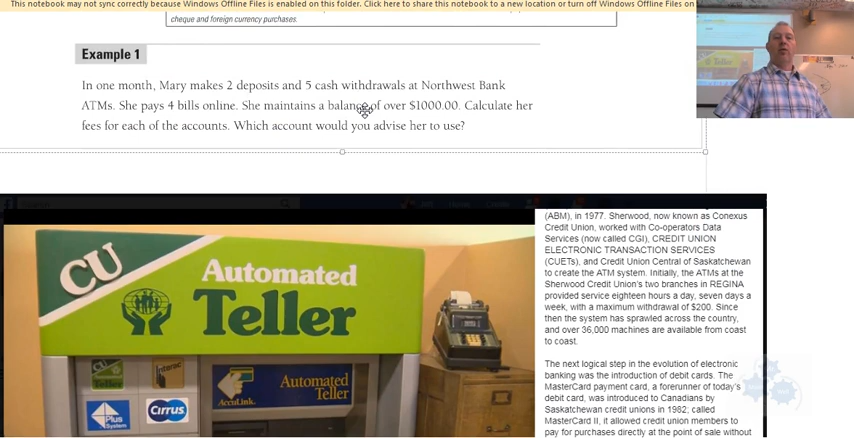 This notebook may not sync correctly because Windows Offline Files is enabled on this folder. Click here to share this notebook to a new location or turn off Windows Offline Files on
cheque and foreign currency purchases.
Example 1
In one month, Mary makes 2 deposits and 5 cash withdrawals at Northwest Bank
ATMs. She pays 4 bills online. She maintains a balance of over $1000.00. Calculate her
fees for each of the accounts. Which account would you advise her to use?
(ABM), in 1977. Sherwood, now known as Conexus
Credit Union, worked with Co-operators Data
Services (now called CGI), CREDIT UNION
ELECTRONIC TRANSACTION SERVICES
(CUETs), and Credit Union Central of Saskatchewan
to create the ATM system. Initially, the ATMs at the
Sherwood Credit Union's two branches in REGINA
provided service eighteen hours a day, seven days a
week, with a maximum withdrawal of $200. Since
then the system has sprawled across the country,
and over 36,000 machines are available from coast
to coast.
The next logical step in the evolution of electronic
banking was the introduction of debit cards. The
MasterCard payment card, a forerunner of today's
debit card, was introduced to Canadians by
Saskatchewan credit unions in 1982; called
MasterCard II, it allowed credit union members to
pay for purchases directly at the point of sale without
CU
Automated
Teller
CU
Teller
Interac
Plus
System
Cirrus
AccuLink
Automated
Teller